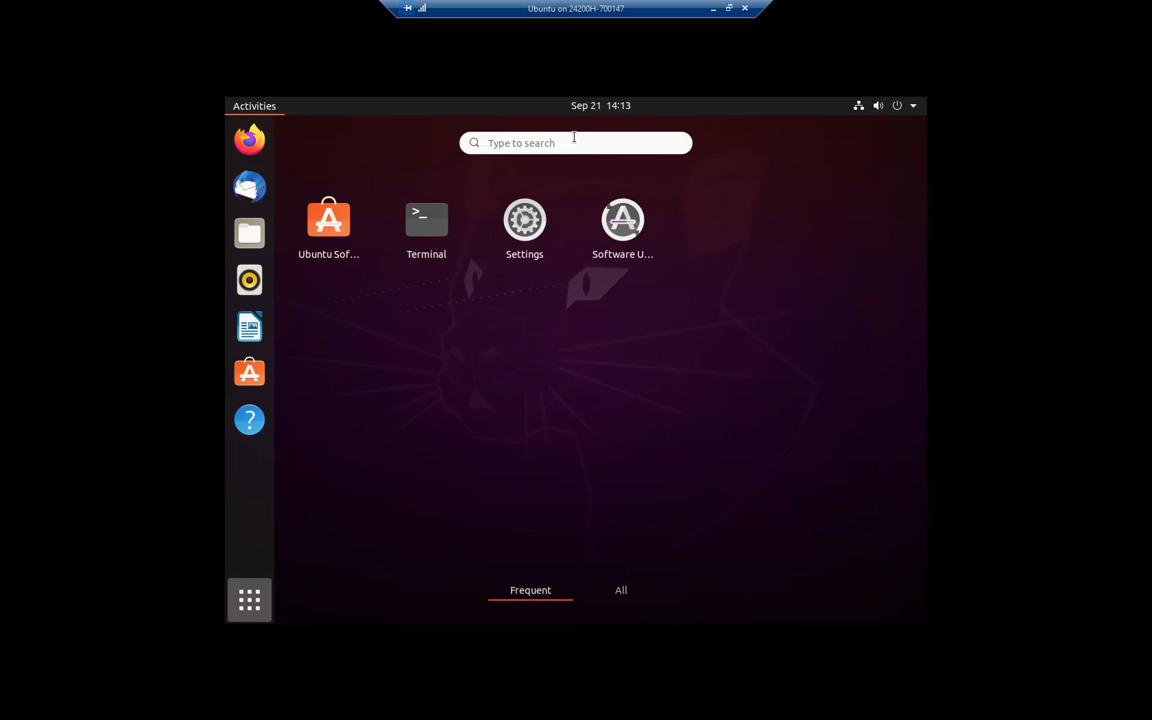 Ubuntu on 24200H-700147
Activities
Sep 21 14:13
Type to search
Ubuntu Sof...
Terminal
Settings
Software U...
Frequent
All